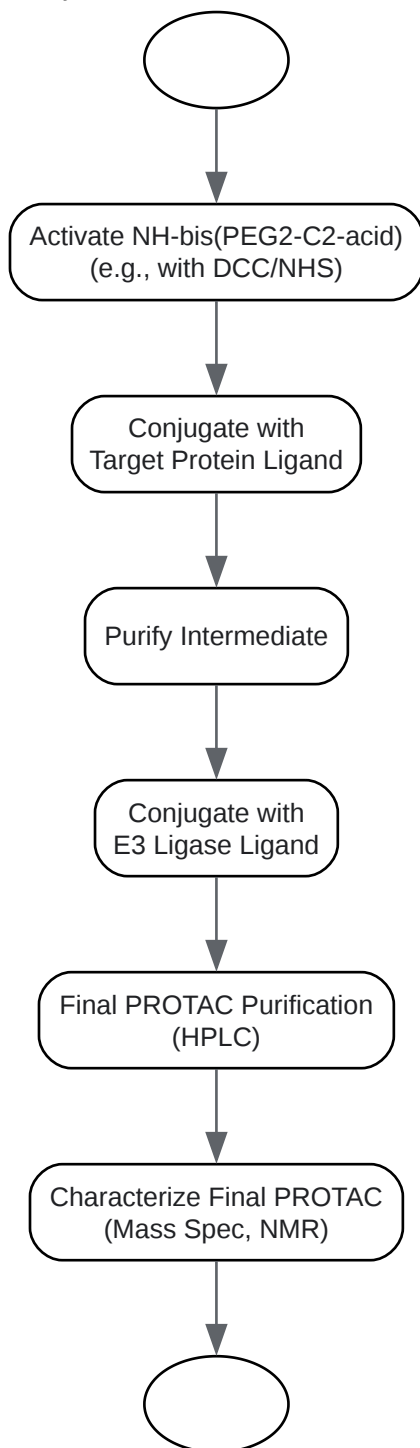 Activate NH-bis(PEG2-C2-acid)
(e.g., with DCC/NHS)
Conjugate with
Target Protein Ligand
Purify Intermediate
Conjugate with
E3 Ligase Ligand
Final PROTAC Purification
(HPLC)
Characterize Final PROTAC
(Mass Spec, NMR)